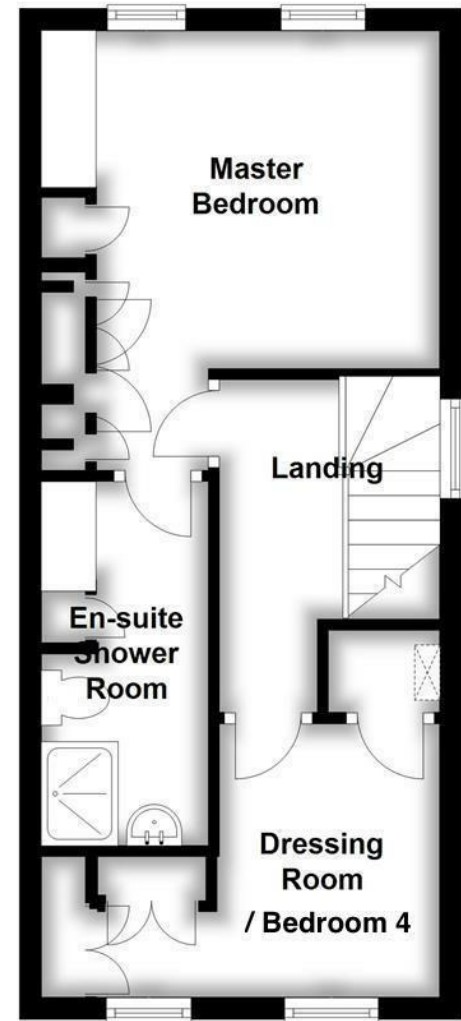 Master
Bedroom
Landing
En-suite
Shower
Room
Dressing
Room
/ Bedroom 4